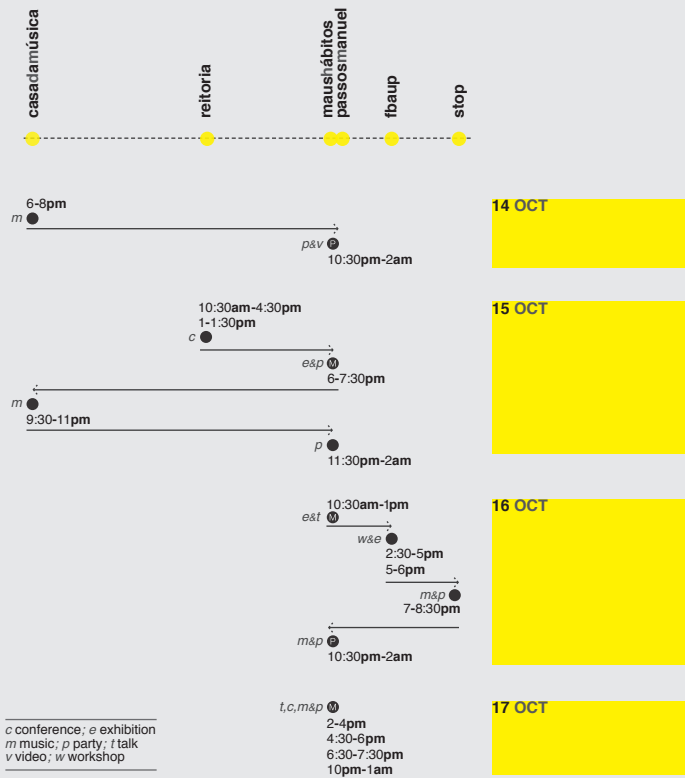 casadamúsica
reitoria
maushábitos
passosmanuel
fbaup
stop
6-8pm
m
14 OCT
p&v P
10:30pm-2am
10:30am-4:30pm
1-1:30pm
c
15 OCT
e&p M
6-7:30pm
m
9:30-11pm
p
11:30pm-2am
10:30am-1pm
e&t M
16 OCT
w&e
2:30-5pm
5-6pm
m&p
7-8:30pm
m&p P
10:30pm-2am
t,c,m&p M
17 OCT
2-4pm
4:30-6pm
6:30-7:30pm
10pm-1am
c conference; e exhibition
m music; p party; t talk
v video; w workshop